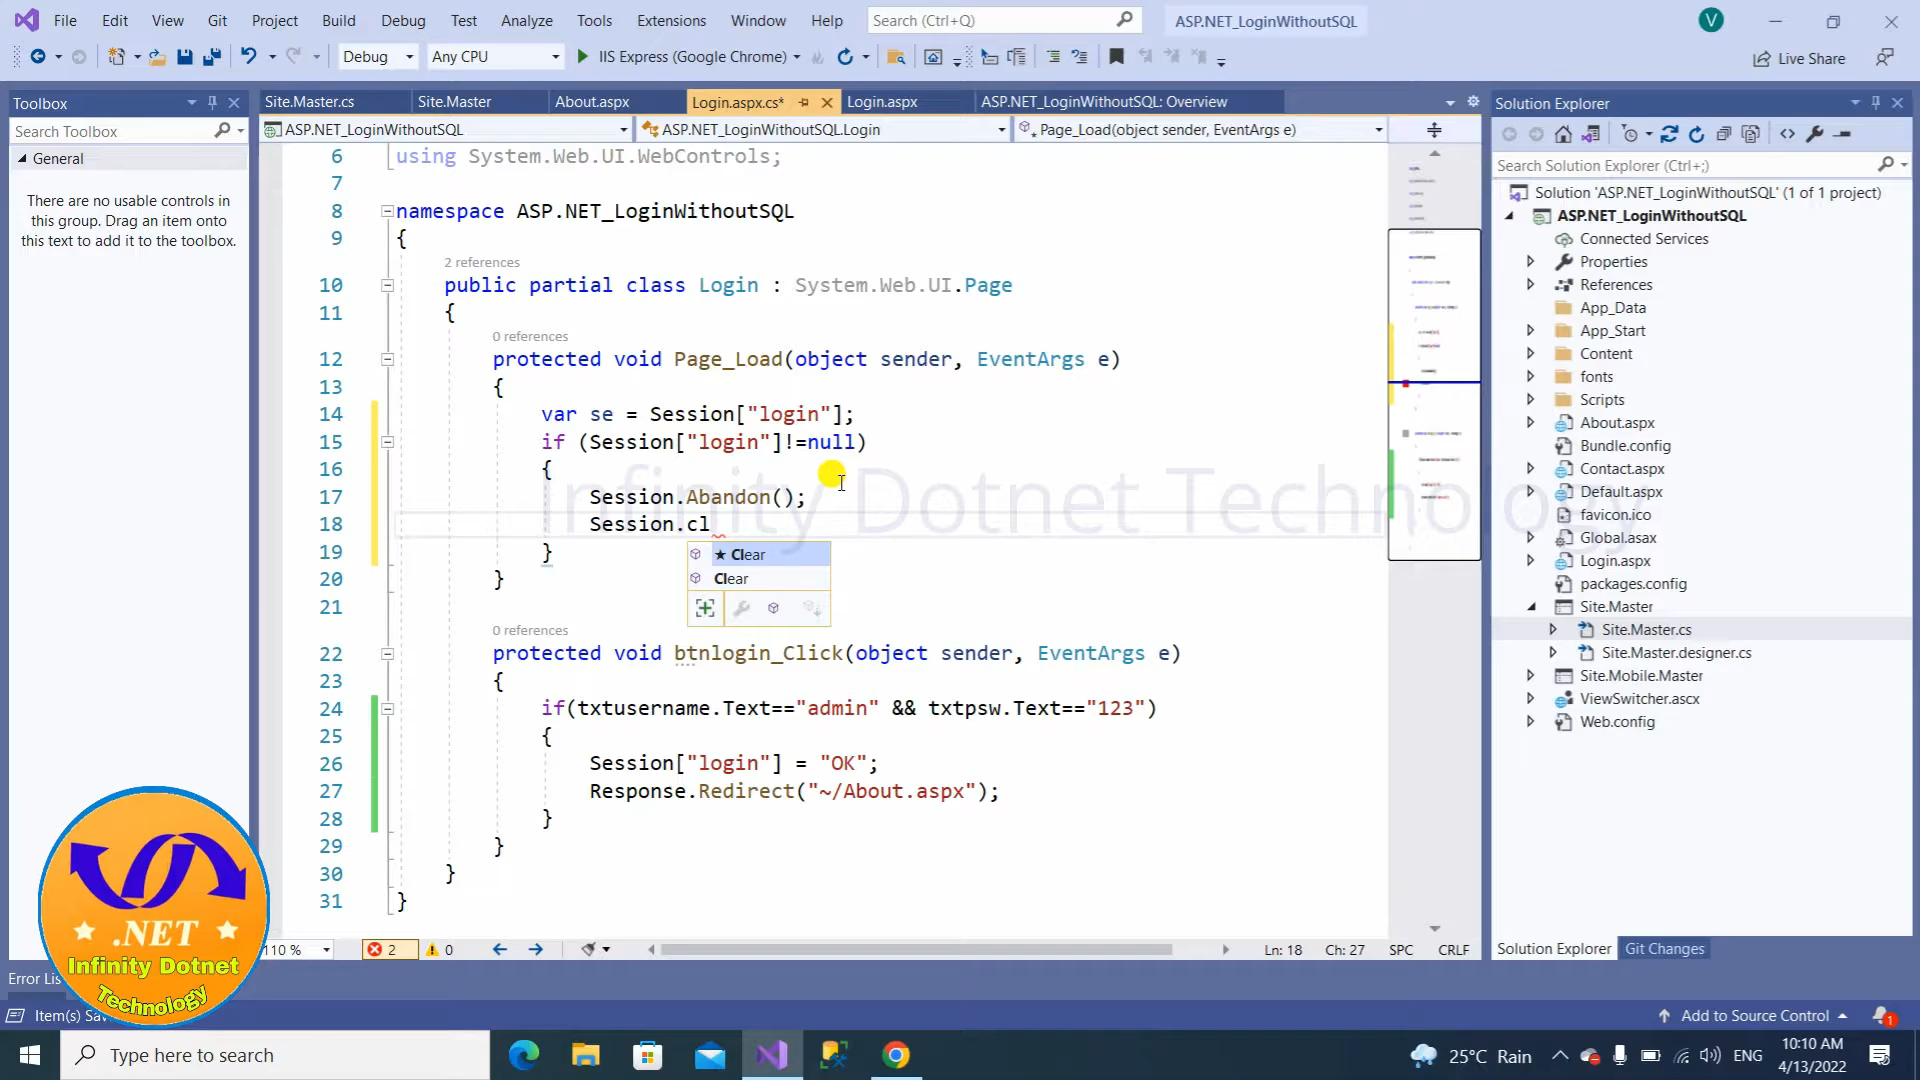 File Edit View Git Project Build Debug Test Analyze Tools Extensions Window Help Search (Ctrl+Q) ASP.NET_LoginWithoutSQL V
Debug Any CPU IIS Express (Google Chrome) Live Share
Toolbox
Search Toolbox
General
There are no usable controls in
this group. Drag an item onto
this text to add it to the toolbox.
Site.Master.cs Site.Master About.aspx Login.aspx.cs* Login.aspx ASP.NET_LoginWithoutSQL: Overview
ASP.NET_LoginWithoutSQL ASP.NET_LoginWithoutSQL.Login Page_Load(object sender, EventArgs e)
6 using System.Web.UI.WebControls;
7
8 namespace ASP.NET_LoginWithoutSQL
9 {
2 references
10 public partial class Login : System.Web.UI.Page
11 {
0 references
12 protected void Page_Load(object sender, EventArgs e)
13 {
14 var se = Session["login"];
15 if (Session["login"]!=null)
16 {
17 Session.Abandon();
18 Session.cl
19 }
20 }
21
★ Clear
Clear
0 references
22 protected void btnlogin_Click(object sender, EventArgs e)
23 {
24 if(txtusername.Text=="admin" && txtpsw.Text=="123")
25 {
26 Session["login"] = "OK";
27 Response.Redirect("~/About.aspx");
28 }
29 }
30 }
31 }
Infinity Dotnet Technology
110 % 2 0 Ln: 18 Ch: 27 SPC CRLF
Solution Explorer
Search Solution Explorer (Ctrl+;)
Solution 'ASP.NET_LoginWithoutSQL' (1 of 1 project)
ASP.NET_LoginWithoutSQL
Connected Services
Properties
References
App_Data
App_Start
Content
fonts
Scripts
About.aspx
Bundle.config
Contact.aspx
Default.aspx
favicon.ico
Global.asax
Login.aspx
packages.config
Site.Master
Site.Master.cs
Site.Master.designer.cs
Site.Mobile.Master
ViewSwitcher.ascx
Web.config
Solution Explorer Git Changes
.NET
Infinity Dotnet
Technology
Error Lis
Item(s) Sav
Add to Source Control 1
Type here to search
25°C Rain ENG 10:10 AM
4/13/2022